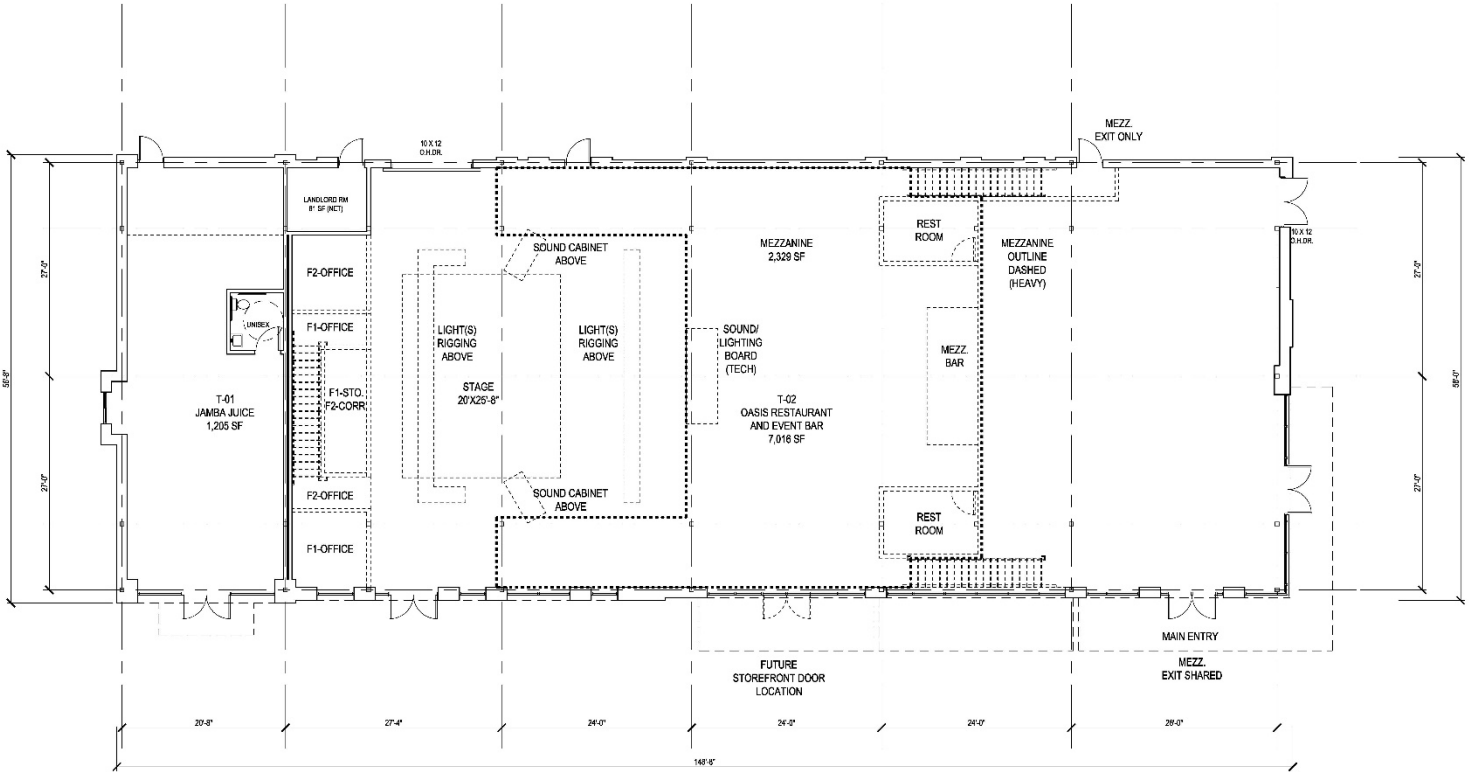 MEZZ.
EXIT ONLY
10 X 12
O.H.DR.
LANDLORD RM
SF (NET)
F2-OFFICE
F1-OFFICE
UNISEX
F1-STO.
F2-CORR
F2-OFFICE
F1-OFFICE
T-01
JAMBA JUICE
1,205 SF
SOUND CABINET
ABOVE
LIGHT(S)
RIGGING
ABOVE
LIGHT(S)
RIGGING
ABOVE
STAGE
20'X25'-8"
SOUND CABINET
ABOVE
MEZZANINE
2,329 SF
SOUND/
LIGHTING
BOARD
(TECH)
T-02
OASIS RESTAURANT
AND EVENT BAR
7,016 SF
REST
ROOM
MEZZ.
BAR
REST
ROOM
MEZZANINE
OUTLINE
DASHED
(HEAVY)
10 X 12
O.H.DR.
27'-0"
27'-0"
27'-0"
27'-0"
MAIN ENTRY
MEZZ.
EXIT SHARED
FUTURE
STOREFRONT DOOR
LOCATION
20'-8"
27'-4"
24'-0"
24'-0"
24'-0"